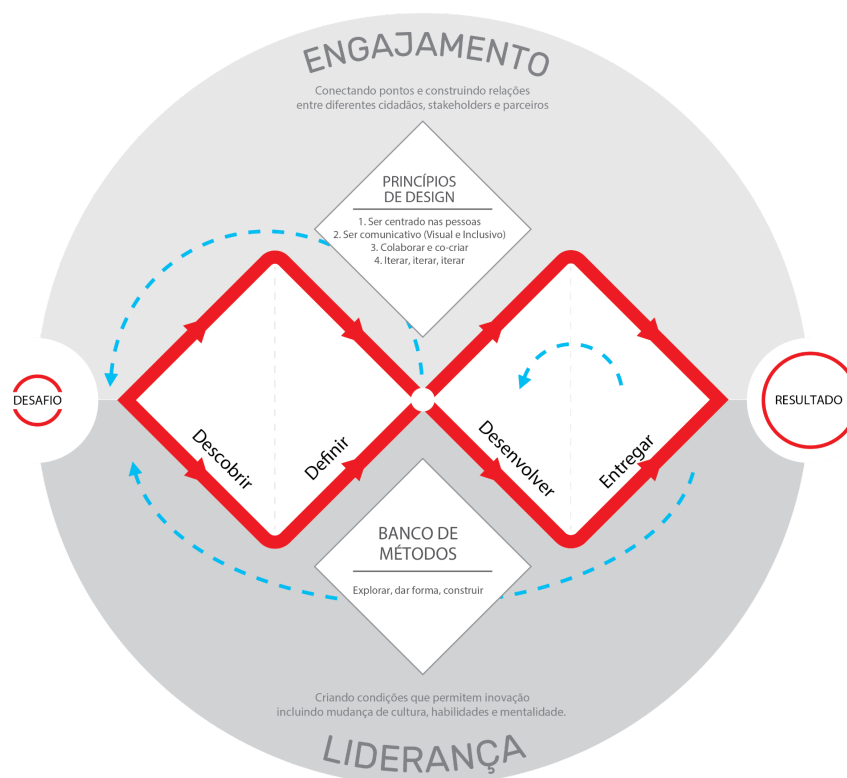 ENGAJAMENTO
Conectando pontos e construindo relações
entre diferentes cidadãos, stakeholders e parceiros
PRINCÍPIOS
DE DESIGN
1. Ser centrado nas pessoas
2. Ser comunicativo (Visual e Inclusivo)
3. Colaborar e co-criar
4. Iterar, iterar, iterar
DESAFIO
Descobrir
Definir
Desenvolver
Entregar
RESULTADO
BANCO DE
MÉTODOS
Explorar, dar forma, construir
Criando condições que permitem inovação
incluindo mudança de cultura, habilidades e mentalidade.
LIDERANÇA